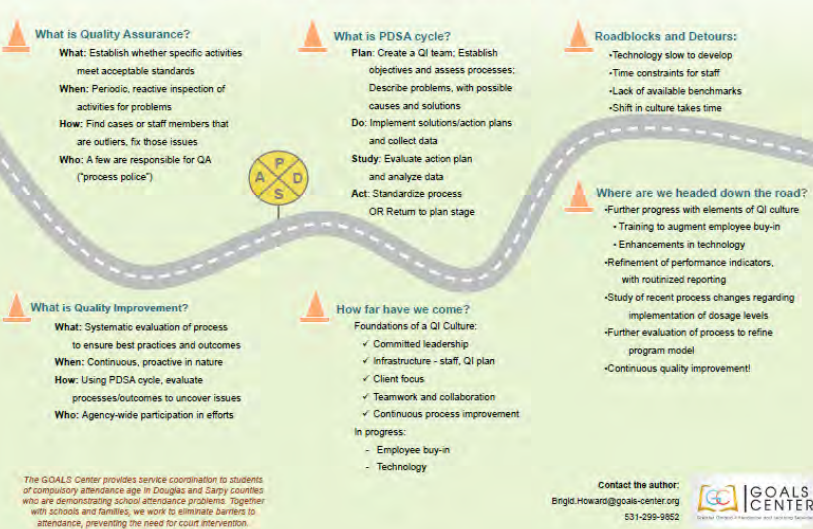 What is Quality Assurance?
What: Establish whether specific activities
meet acceptable standards
When: Periodic, reactive inspection of
activities for problems
How: Find cases or staff members that
are outliers, fix those issues
Who: A few are responsible for QA
("process police")
What is PDSA cycle?
Plan: Create a QI team; Establish
objectives and assess processes;
Describe problems, with possible
causes and solutions
Do: Implement solutions/action plans
and collect data
Study: Evaluate action plan
and analyze data
Act: Standardize process
OR Return to plan stage
Roadblocks and Detours:
•Technology slow to develop
•Time constraints for staff
•Lack of available benchmarks
•Shift in culture takes time
P
A D
S
Where are we headed down the road?
•Further progress with elements of QI culture
• Training to augment employee buy-in
• Enhancements in technology
•Refinement of performance indicators,
with routinized reporting
•Study of recent process changes regarding
implementation of dosage levels
•Further evaluation of process to refine
program model
•Continuous quality improvement!
What is Quality Improvement?
What: Systematic evaluation of process
to ensure best practices and outcomes
When: Continuous, proactive in nature
How: Using PDSA cycle, evaluate
processes/outcomes to uncover issues
Who: Agency-wide participation in efforts
How far have we come?
Foundations of a QI Culture:
✓ Committed leadership
✓ Infrastructure - staff, QI plan
✓ Client focus
✓ Teamwork and collaboration
✓ Continuous process improvement
In progress:
- Employee buy-in
- Technology
The GOALS Center provides service coordination to students
of compulsory attendance age in Douglas and Sarpy counties
who are demonstrating school attendance problems. Together
with schools and families, we work to eliminate barriers to
attendance, preventing the need for court intervention.
Contact the author:
Brigid.Howard@goals-center.org
531-299-9852
GOALS
CENTER